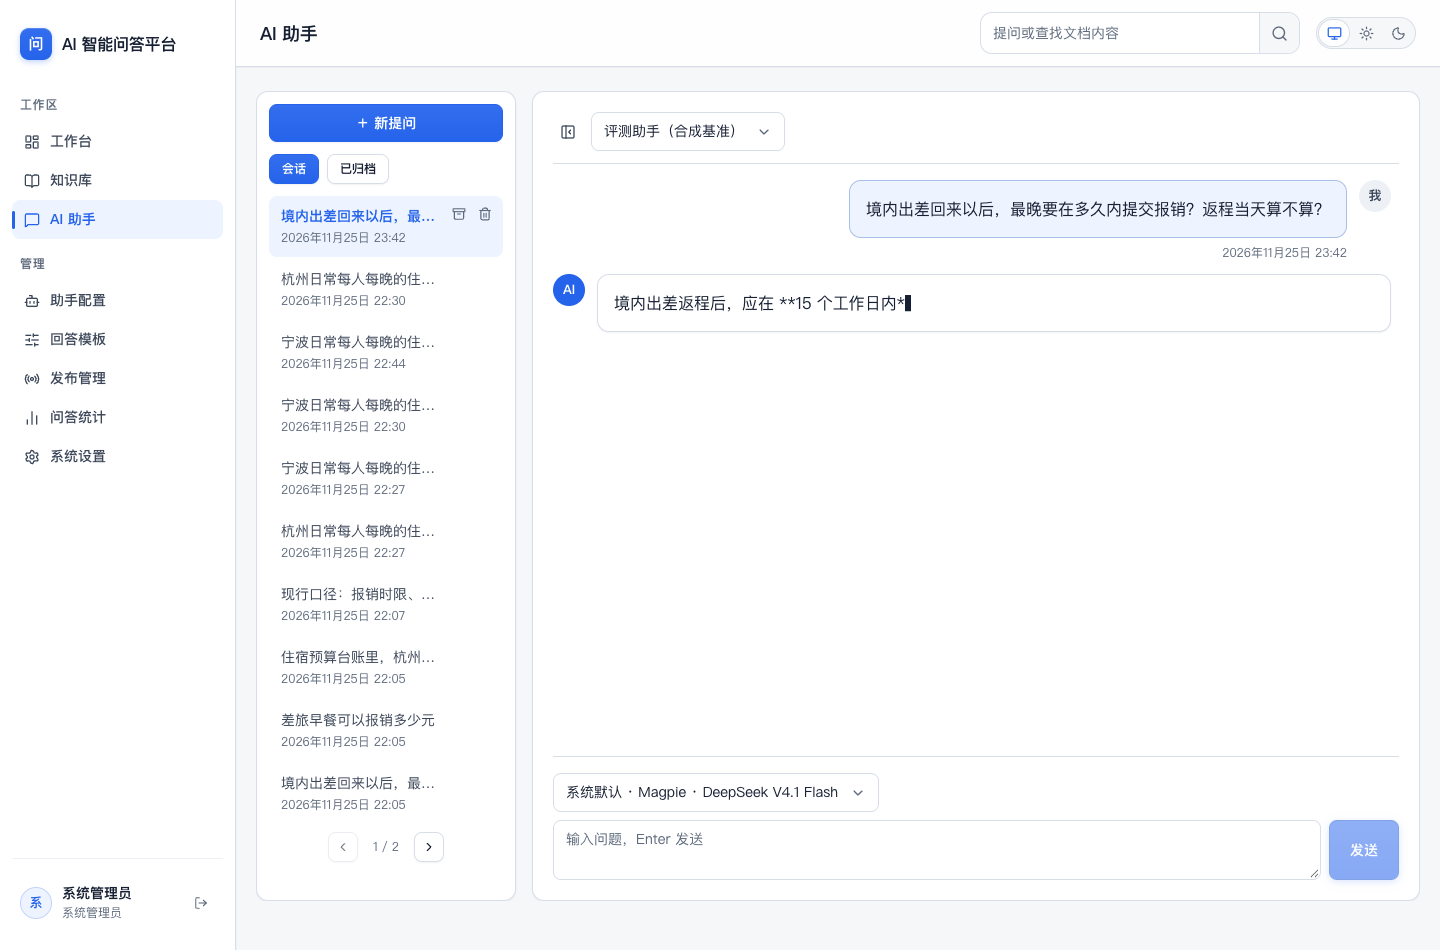 问
AI 智能问答平台
工作区
工作台
知识库
AI 助手
管理
助手配置
回答模板
发布管理
问答统计
系统设置
系
系统管理员
系统管理员
AI 助手
提问或查找文档内容
+ 新提问
会话
已归档
境内出差回来以后，最...
2026年11月25日 23:42
杭州日常每人每晚的住...
2026年11月25日 22:30
宁波日常每人每晚的住...
2026年11月25日 22:44
宁波日常每人每晚的住...
2026年11月25日 22:30
宁波日常每人每晚的住...
2026年11月25日 22:27
杭州日常每人每晚的住...
2026年11月25日 22:27
现行口径：报销时限、...
2026年11月25日 22:07
住宿预算台账里，杭州...
2026年11月25日 22:05
差旅早餐可以报销多少元
2026年11月25日 22:05
境内出差回来以后，最...
2026年11月25日 22:05
1 / 2
评测助手（合成基准）
境内出差回来以后，最晚要在多久内提交报销？返程当天算不算？
我
2026年11月25日 23:42
AI
境内出差返程后，应在 **15 个工作日内*
系统默认 · Magpie · DeepSeek V4.1 Flash
输入问题，Enter 发送
发送